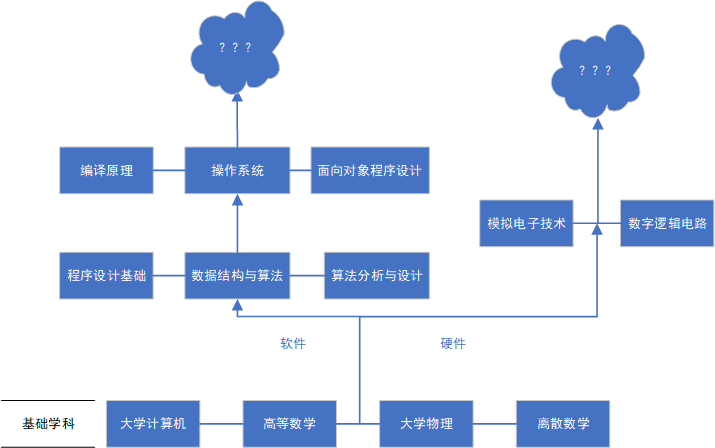 ？？？
？？？
编译原理
操作系统
面向对象程序设计
模拟电子技术
数字逻辑电路
程序设计基础
数据结构与算法
算法分析与设计
软件
硬件
基础学科
大学计算机
高等数学
大学物理
离散数学